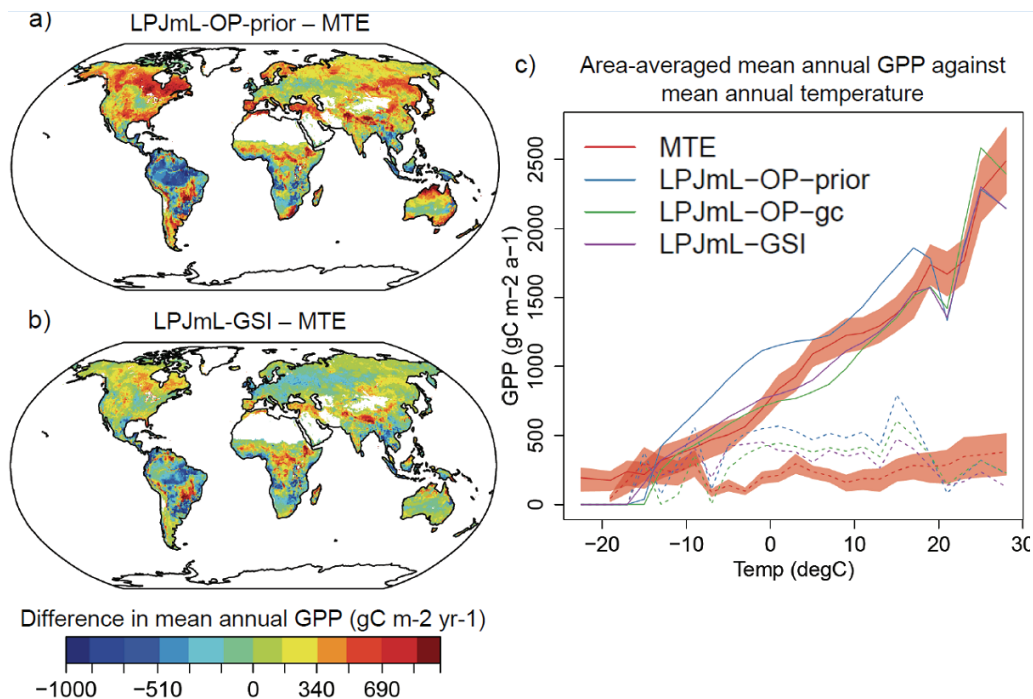 a)
LPJmL-OP-prior – MTE
b)
LPJmL-GSI – MTE
Difference in mean annual GPP (gC m-2 yr-1)
−1000 −510 0 340 690
c)
Area-averaged mean annual GPP against
mean annual temperature
MTE
LPJmL−OP−prior
LPJmL−OP−gc
LPJmL−GSI
GPP (gC m-2 a-1)
2500
2000
1500
1000
500
0
−20 −10 0 10 20 30
Temp (degC)